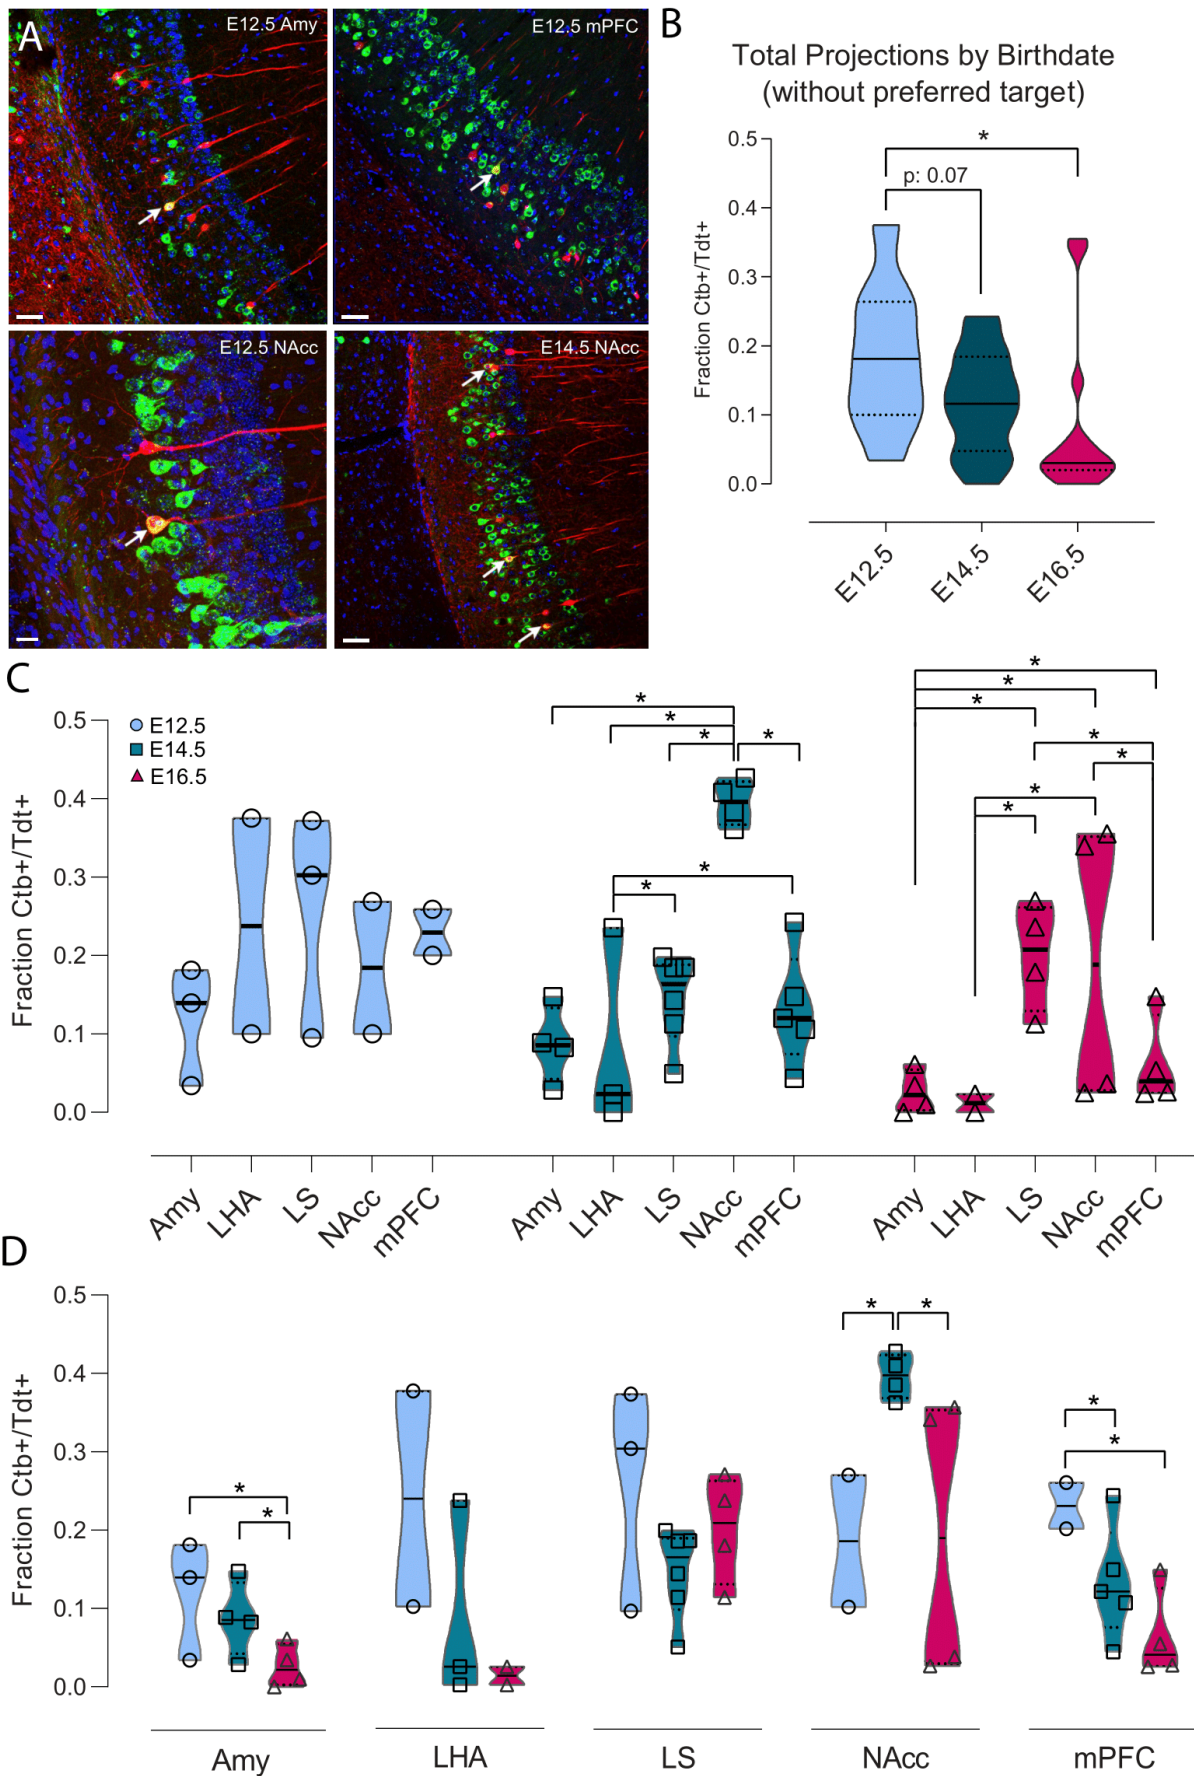 A
E12.5 Amy
E12.5 mPFC
E12.5 NAcc
E14.5 NAcc
B
Total Projections by Birthdate
(without preferred target)
Fraction Ctb+/Tdt+
0.5
0.4
0.3
0.2
0.1
0.0
*
p: 0.07
E12.5
E14.5
E16.5
C
Fraction Ctb+/Tdt+
0.5
0.4
0.3
0.2
0.1
0.0
E12.5
E14.5
E16.5
*
*
*
*
*
*
*
*
*
*
*
*
*
Amy
LHA
LS
NAcc
mPFC
Amy
LHA
LS
NAcc
mPFC
Amy
LHA
LS
NAcc
mPFC
D
Fraction Ctb+/Tdt+
0.5
0.4
0.3
0.2
0.1
0.0
*
*
*
*
*
*
Amy
LHA
LS
NAcc
mPFC